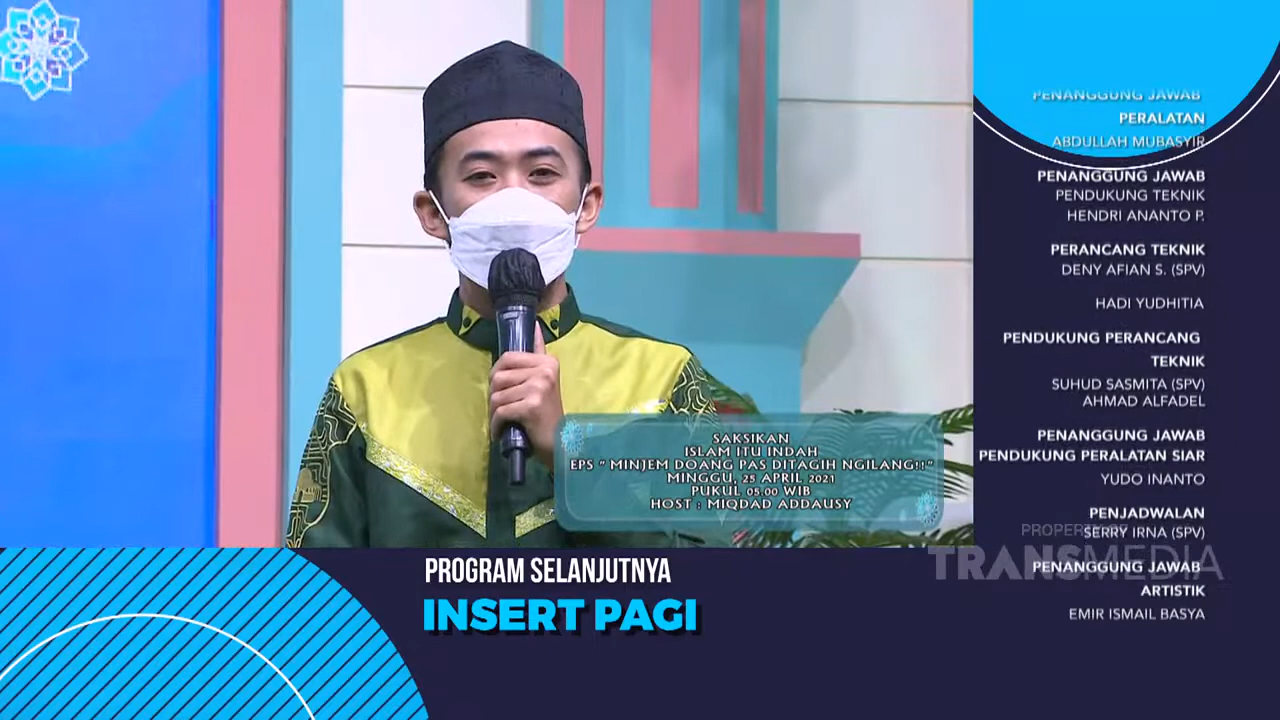 SAKSIKAN
ISLAM ITU INDAH
EPS " MINJEM DOANG PAS DITAGIH NGILANG!!"
MINGGU, 25 APRIL 2021
PUKUL 05:00 WIB
HOST : MIQDAD ADDAUSY
PROGRAM SELANJUTNYA
INSERT PAGI
PENANGGUNG JAWAB
PERALATAN
ABDULLAH MUBASYIR
PENANGGUNG JAWAB
PENDUKUNG TEKNIK
HENDRI ANANTO P.
PERANCANG TEKNIK
DENY AFIAN S. (SPV)
HADI YUDHITIA
PENDUKUNG PERANCANG
TEKNIK
SUHUD SASMITA (SPV)
AHMAD ALFADEL
PENANGGUNG JAWAB
PENDUKUNG PERALATAN SIAR
YUDO INANTO
PENJADWALAN
SERRY IRNA (SPV)
TRANSMEDIA
PENANGGUNG JAWAB
ARTISTIK
EMIR ISMAIL BASYA